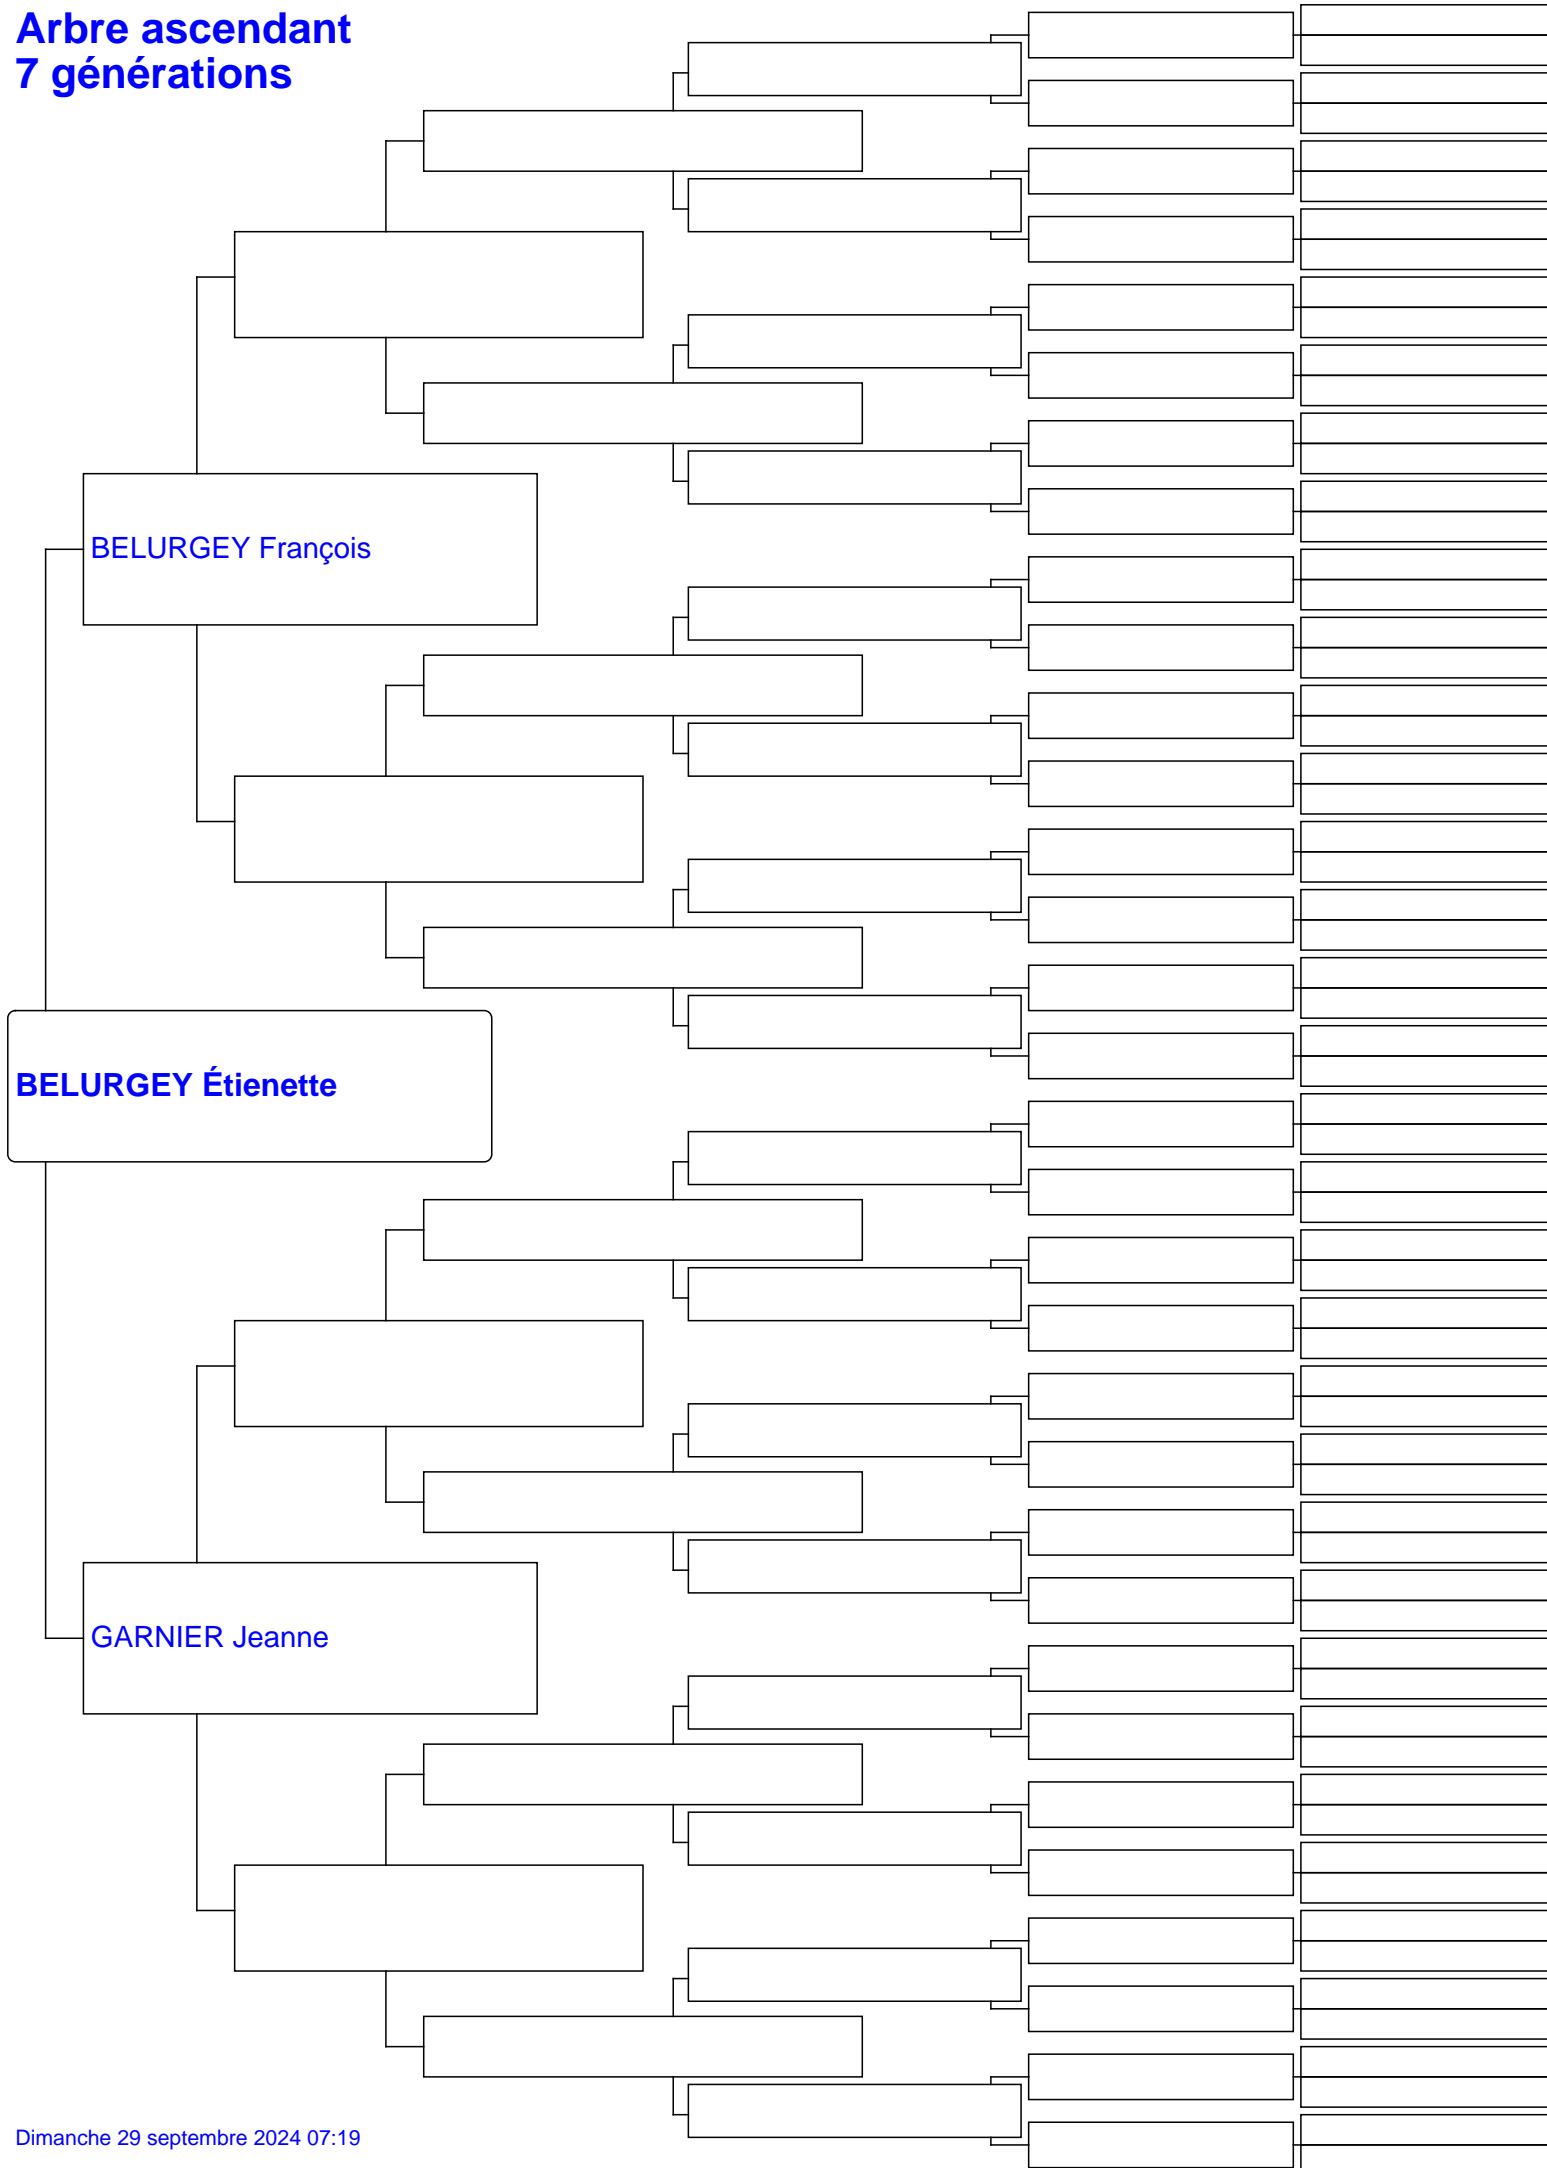 Arbre ascendant
7 générations
BELURGEY François
BELURGEY Étienette
GARNIER Jeanne
Dimanche 29 septembre 2024 07:19